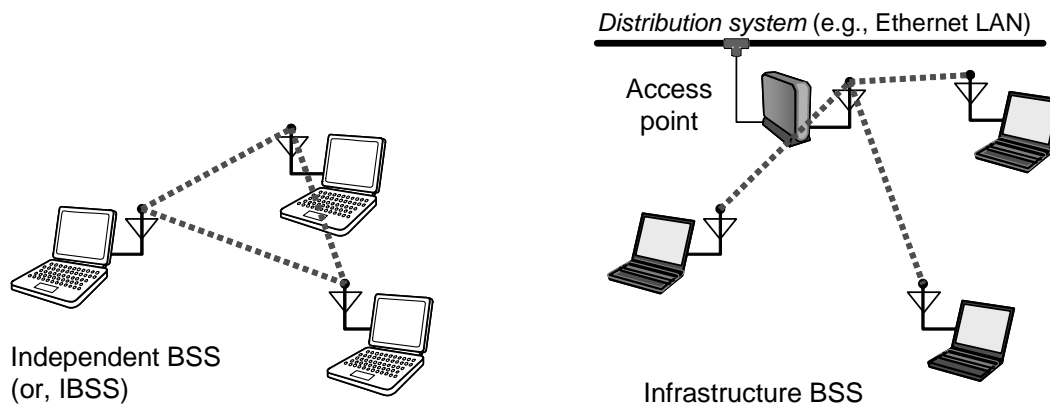 Distribution system (e.g., Ethernet LAN)
Access
point
Independent BSS
(or, IBSS)
Infrastructure BSS